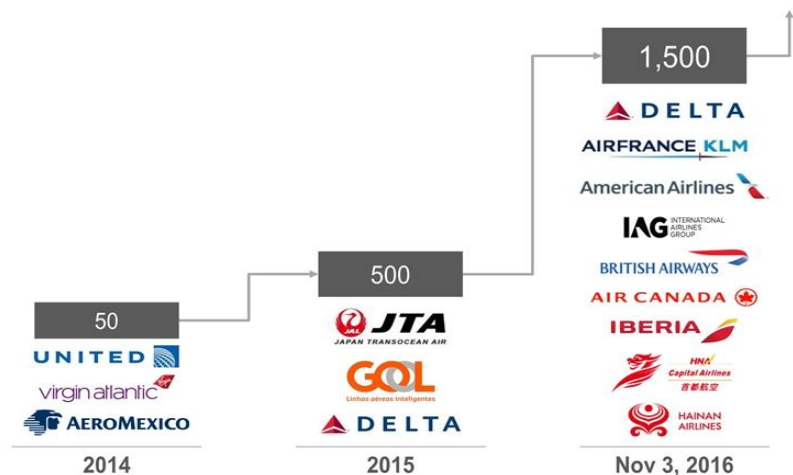 1,500
DELTA
AIRFRANCE KLM
American Airlines
IAG INTERNATIONAL
AIRLINES
GROUP
BRITISH AIRWAYS
AIR CANADA
IBERIA
HNA
Capital Airlines
首都航空
HAINAN
AIRLINES
Nov 3, 2016
500
JAL JTA
JAPAN TRANSOCEAN AIR
GOL
Linhas aéreas inteligentes
DELTA
2015
50
UNITED
virgin atlantic
AEROMEXICO
2014